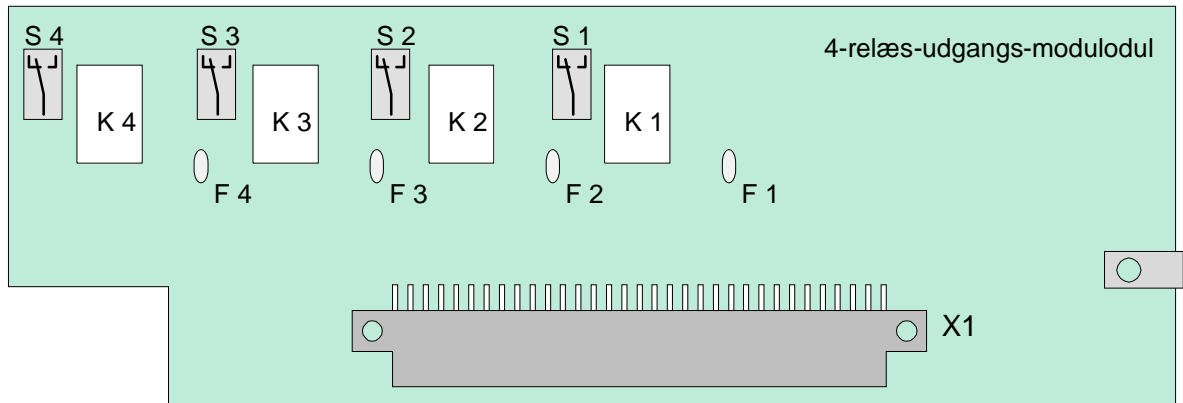 S 4
S 3
S 2
S 1
4-relæs-udgangs-modulodul
K 4
K 3
K 2
K 1
F 4
F 3
F 2
F 1
X1